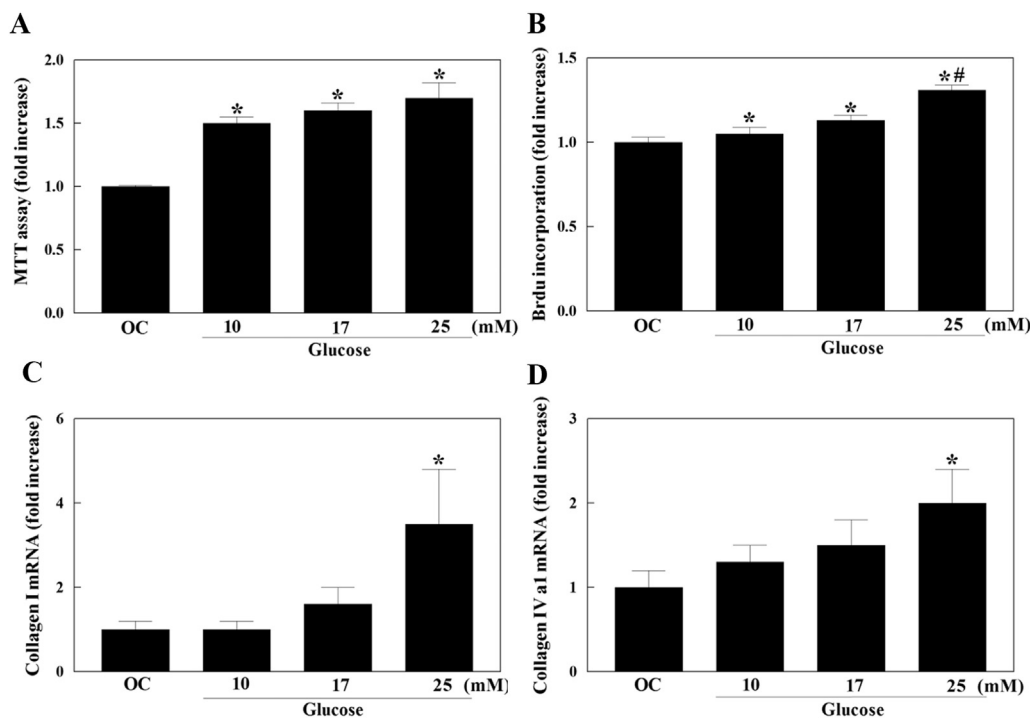 A
MTT assay (fold increase)
2.0
1.5
1.0
0.5
0.0
*
*
*
OC
10
17
25
(mM)
Glucose
B
Brdu incorporation (fold increase)
1.5
1.0
0.5
0.0
*
*
*#
OC
10
17
25
(mM)
Glucose
C
Collagen I mRNA (fold increase)
6
4
2
0
*
OC
10
17
25
(mM)
Glucose
D
Collagen IV a1 mRNA (fold increase)
3
2
1
0
*
OC
10
17
25
(mM)
Glucose